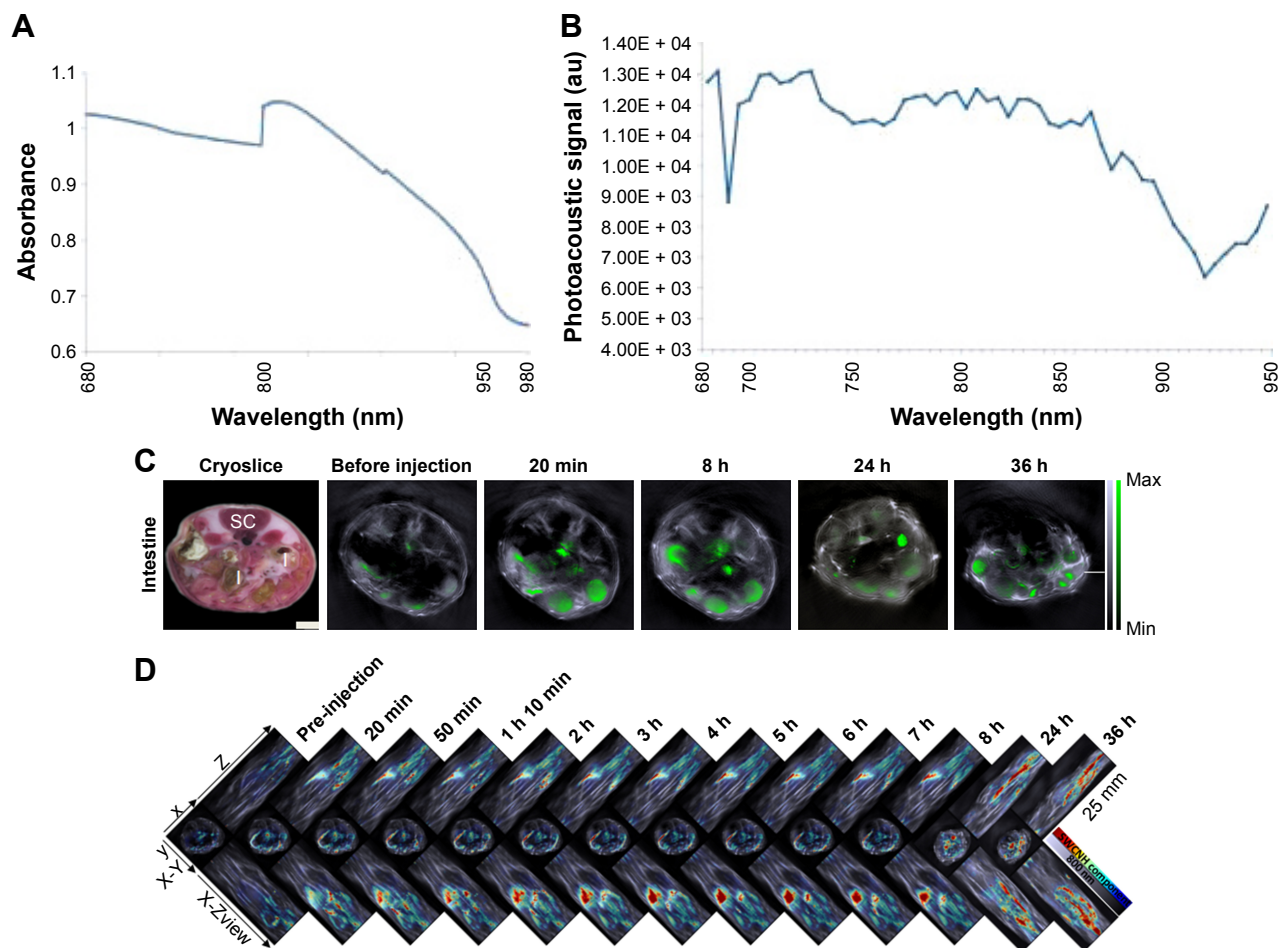 A
Absorbance
1.1
1
0.9
0.8
0.7
0.6
680
800
950
980
Wavelength (nm)
B
Photoacoustic signal (au)
1.40E + 04
1.30E + 04
1.20E + 04
1.10E + 04
1.00E + 04
9.00E + 03
8.00E + 03
7.00E + 03
6.00E + 03
5.00E + 03
4.00E + 03
680
700
750
800
850
900
950
Wavelength (nm)
C
Cryoslice
Before injection
20 min
8 h
24 h
36 h
Intestine
SC
I
I
Max
Min
D
Pre-injection
20 min
50 min
1 h 10 min
2 h
3 h
4 h
5 h
6 h
7 h
8 h
24 h
36 h
Z
x
y
X-Y
X-Zview
25 mm
SWCNH
800 nm